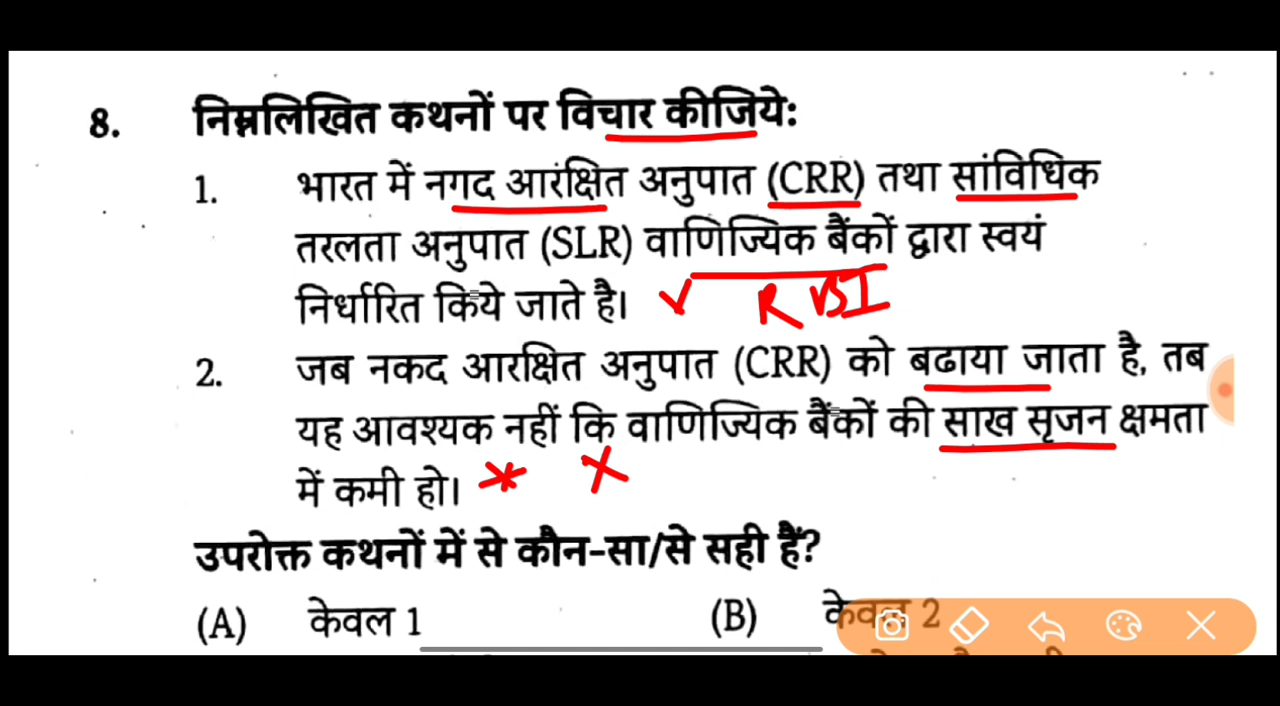 8. निम्नलिखित कथनों पर विचार कीजिये:
1. भारत में नगद आरंक्षित अनुपात (CRR) तथा सांविधिक
तरलता अनुपात (SLR) वाणिज्यिक बैंकों द्वारा स्वयं
निर्धारित किये जाते है।
RBI
2. जब नकद आरक्षित अनुपात (CRR) को बढाया जाता है, तब
यह आवश्यक नहीं कि वाणिज्यिक बैंकों की साख सृजन क्षमता
में कमी हो।
उपरोक्त कथनों में से कौन-सा/से सही हैं?
(A) केवल 1 (B) केवल 2